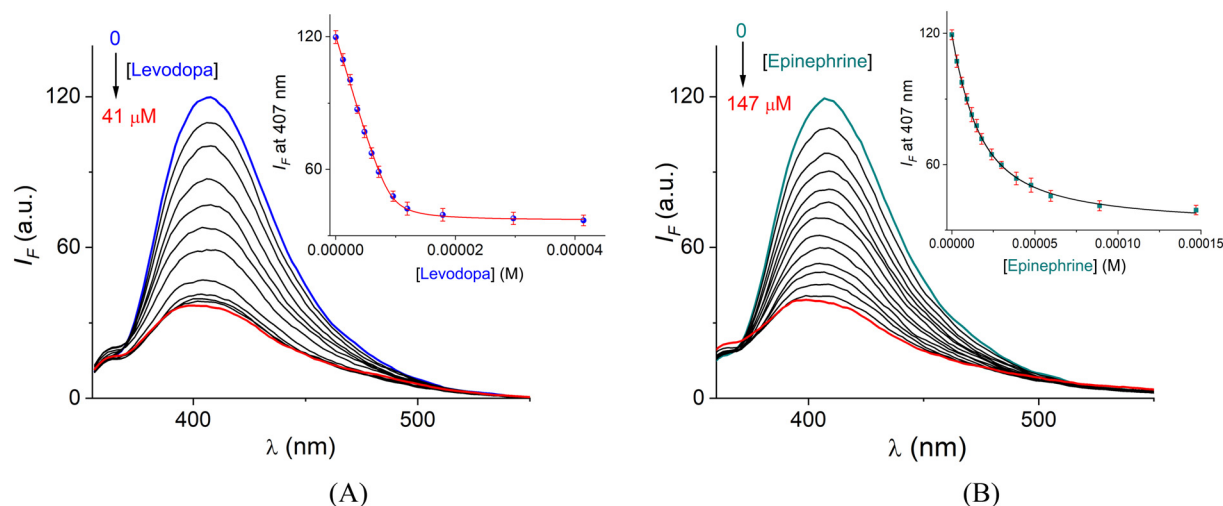 0
[Levodopa]
41 μM
120
60
0
I_F (a.u.)
400
500
λ (nm)
120
60
0
I_F at 407 nm
0.00000
0.00002
0.00004
[Levodopa] (M)
(A)
0
[Epinephrine]
147 μM
120
60
0
I_F (a.u.)
400
500
λ (nm)
120
60
I_F at 407 nm
0.00000
0.00005
0.00010
0.00015
[Epinephrine] (M)
(B)